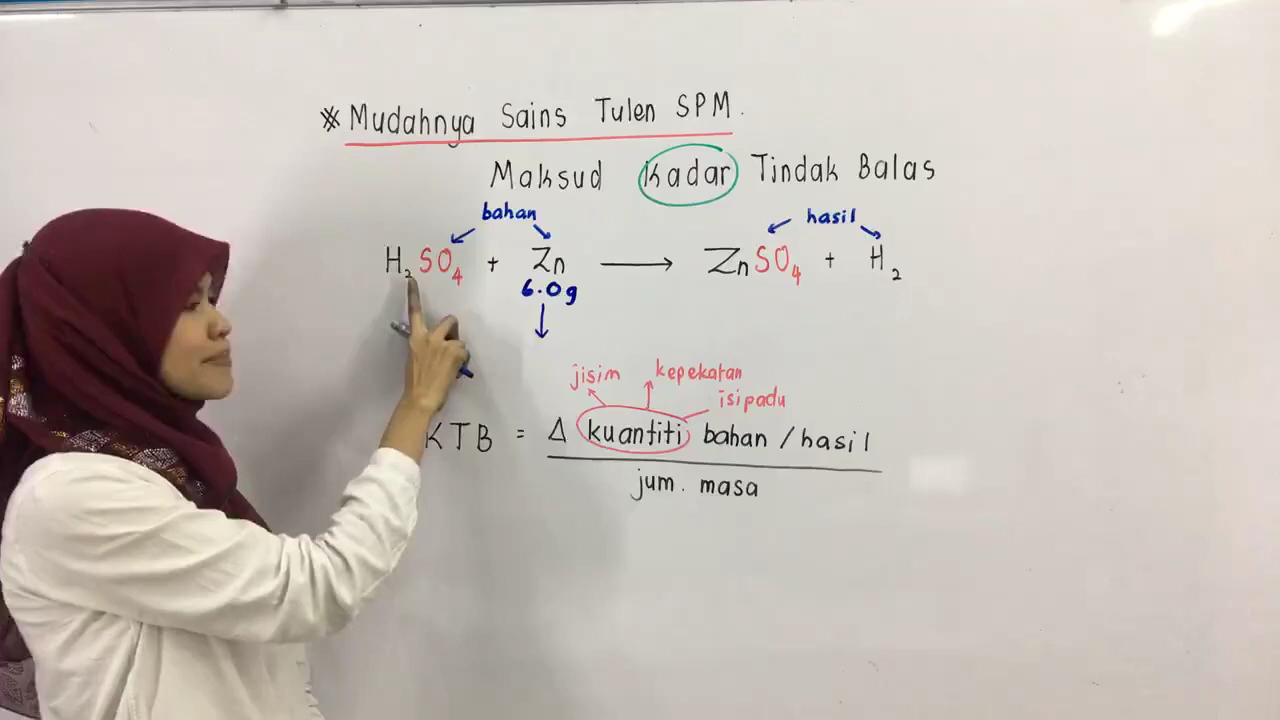 ※ Mudahnya Sains Tulen SPM.
Maksud Kadar Tindak Balas
bahan hasil
H₂SO₄ + Zn ⟶ ZnSO₄ + H₂
6.0g
↓
jisim kepekatan
isipadu
KTB = Δ kuantiti bahan / hasil
jum. masa